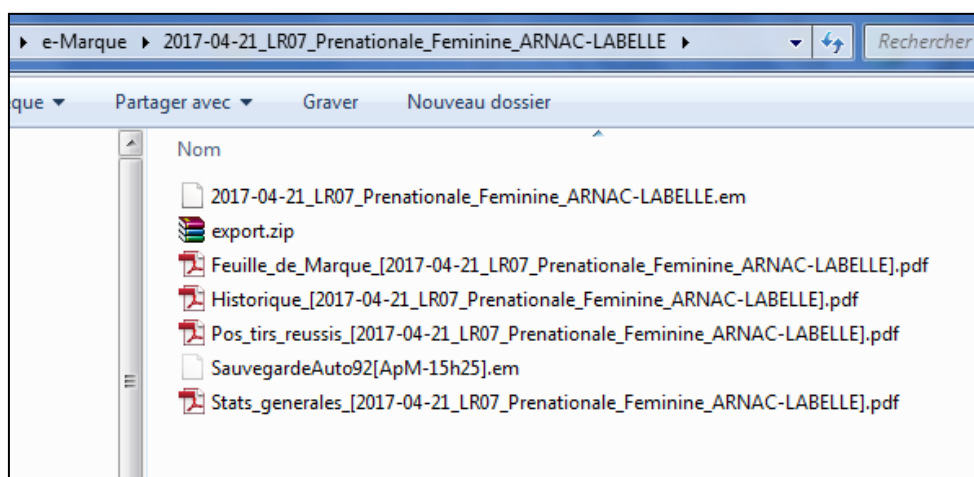 e-Marque 2017-04-21_LR07_Prenationale_Feminine_ARNAC-LABELLE Rechercher
que Partager avec Graver Nouveau dossier
Nom
2017-04-21_LR07_Prenationale_Feminine_ARNAC-LABELLE.em
export.zip
Feuille_de_Marque_[2017-04-21_LR07_Prenationale_Feminine_ARNAC-LABELLE].pdf
Historique_[2017-04-21_LR07_Prenationale_Feminine_ARNAC-LABELLE].pdf
Pos_tirs_reussis_[2017-04-21_LR07_Prenationale_Feminine_ARNAC-LABELLE].pdf
SauvegardeAuto92[ApM-15h25].em
Stats_generales_[2017-04-21_LR07_Prenationale_Feminine_ARNAC-LABELLE].pdf